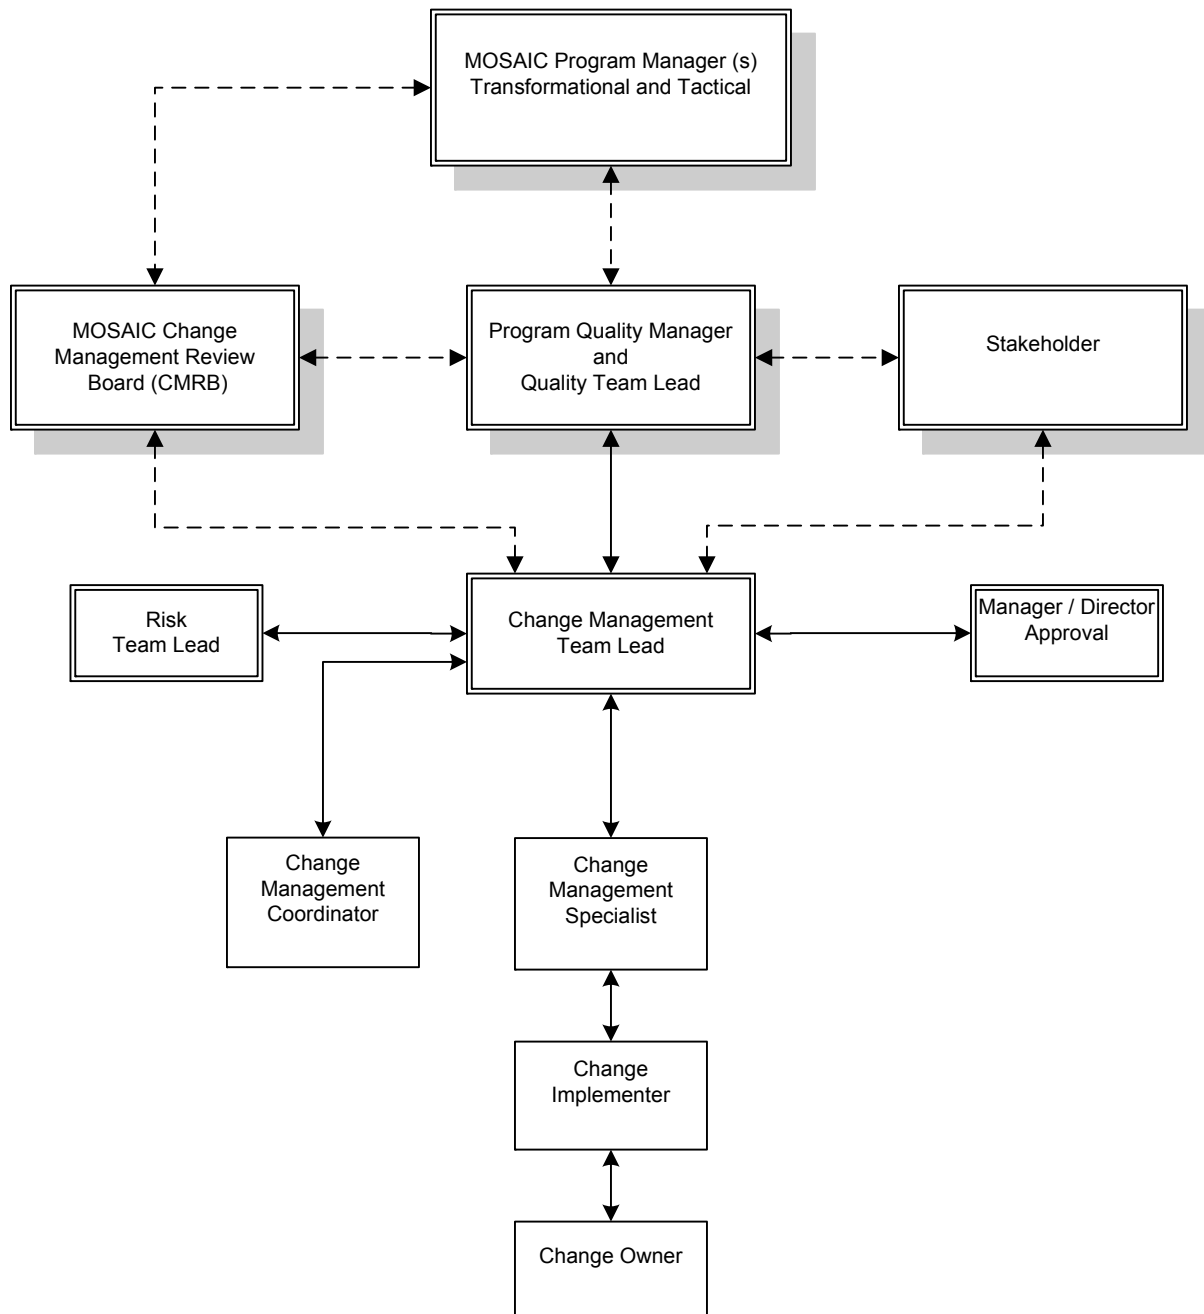 MOSAIC Program Manager (s)
Transformational and Tactical
MOSAIC Change
Management Review
Board (CMRB)
Program Quality Manager
and
Quality Team Lead
Stakeholder
Risk
Team Lead
Change Management
Team Lead
Manager / Director
Approval
Change
Management
Coordinator
Change
Management
Specialist
Change
Implementer
Change Owner